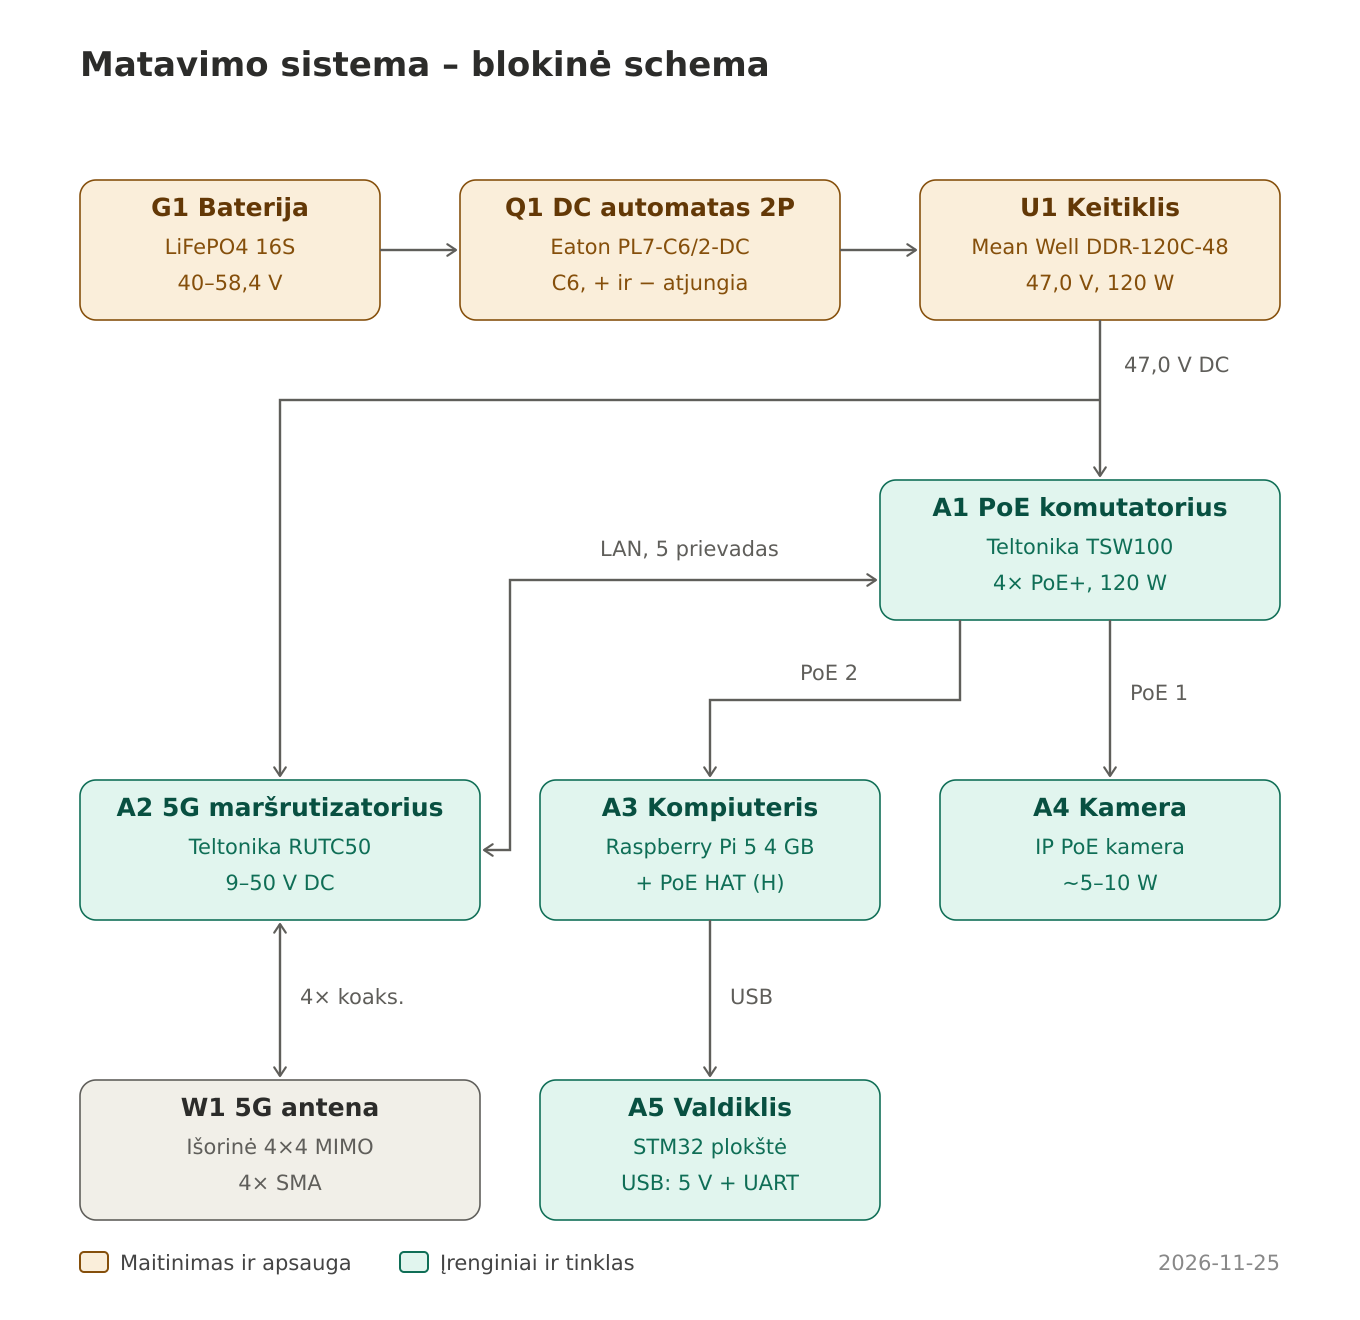 Matavimo sistema – blokinė schema
G1 Baterija
LiFePO4 16S
40–58,4 V
Q1 DC automatas 2P
Eaton PL7-C6/2-DC
C6, + ir − atjungia
U1 Keitiklis
Mean Well DDR-120C-48
47,0 V, 120 W
47,0 V DC
A1 PoE komutatorius
Teltonika TSW100
4× PoE+, 120 W
LAN, 5 prievadas
PoE 2
PoE 1
A2 5G maršrutizatorius
Teltonika RUTC50
9–50 V DC
A3 Kompiuteris
Raspberry Pi 5 4 GB
+ PoE HAT (H)
A4 Kamera
IP PoE kamera
~5–10 W
4× koaks.
USB
W1 5G antena
Išorinė 4×4 MIMO
4× SMA
A5 Valdiklis
STM32 plokštė
USB: 5 V + UART
Maitinimas ir apsauga
Įrenginiai ir tinklas
2026-11-25